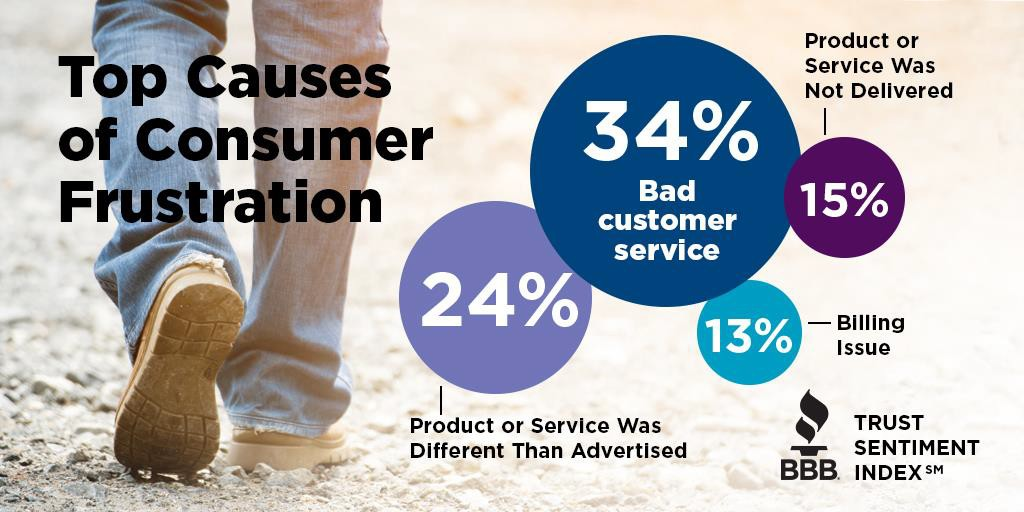 Top Causes
of Consumer
Frustration
34%
Bad
customer
service
Product or
Service Was
Not Delivered
15%
24%
Product or Service Was
Different Than Advertised
13%
Billing
Issue
BBB.
TRUST
SENTIMENT
INDEX℠